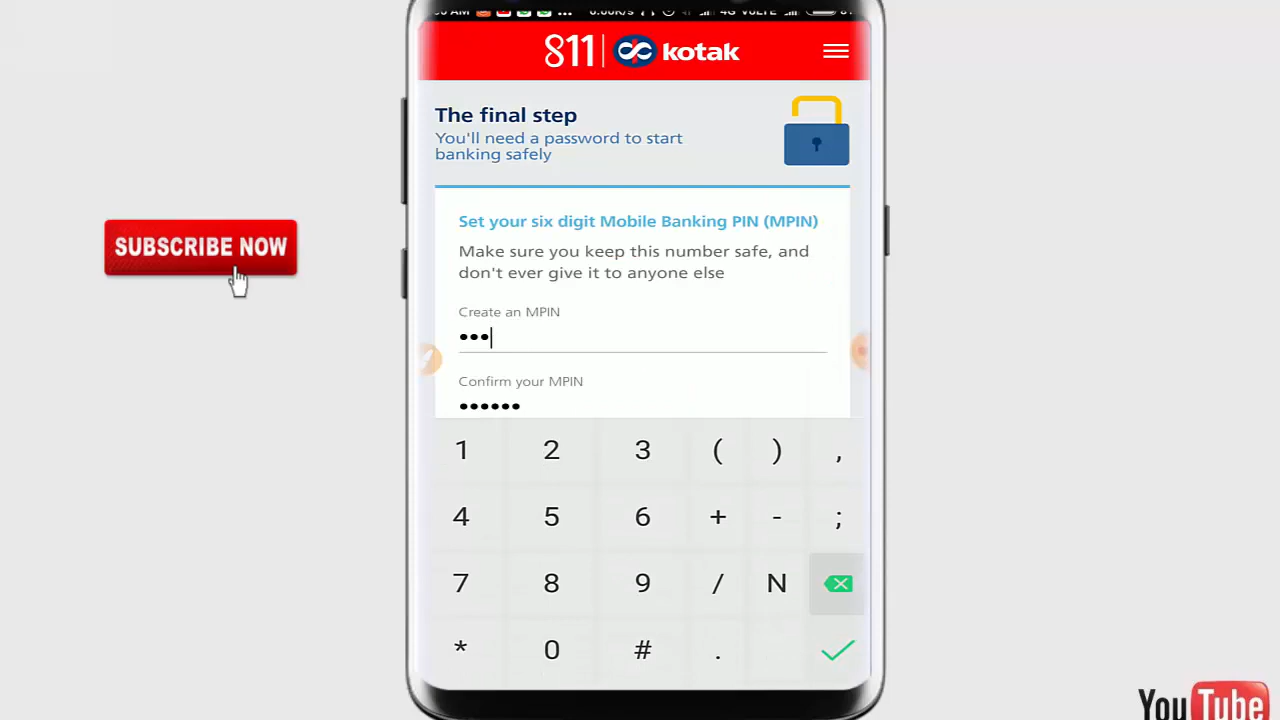 4G VoLTE
811 kotak
The final step
You'll need a password to start
banking safely
Set your six digit Mobile Banking PIN (MPIN)
Make sure you keep this number safe, and
don't ever give it to anyone else
Create an MPIN
•••
Confirm your MPIN
••••••
SUBSCRIBE NOW
1 2 3 ( ) ,
4 5 6 + - ;
7 8 9 / N
* 0 # .
YouTube